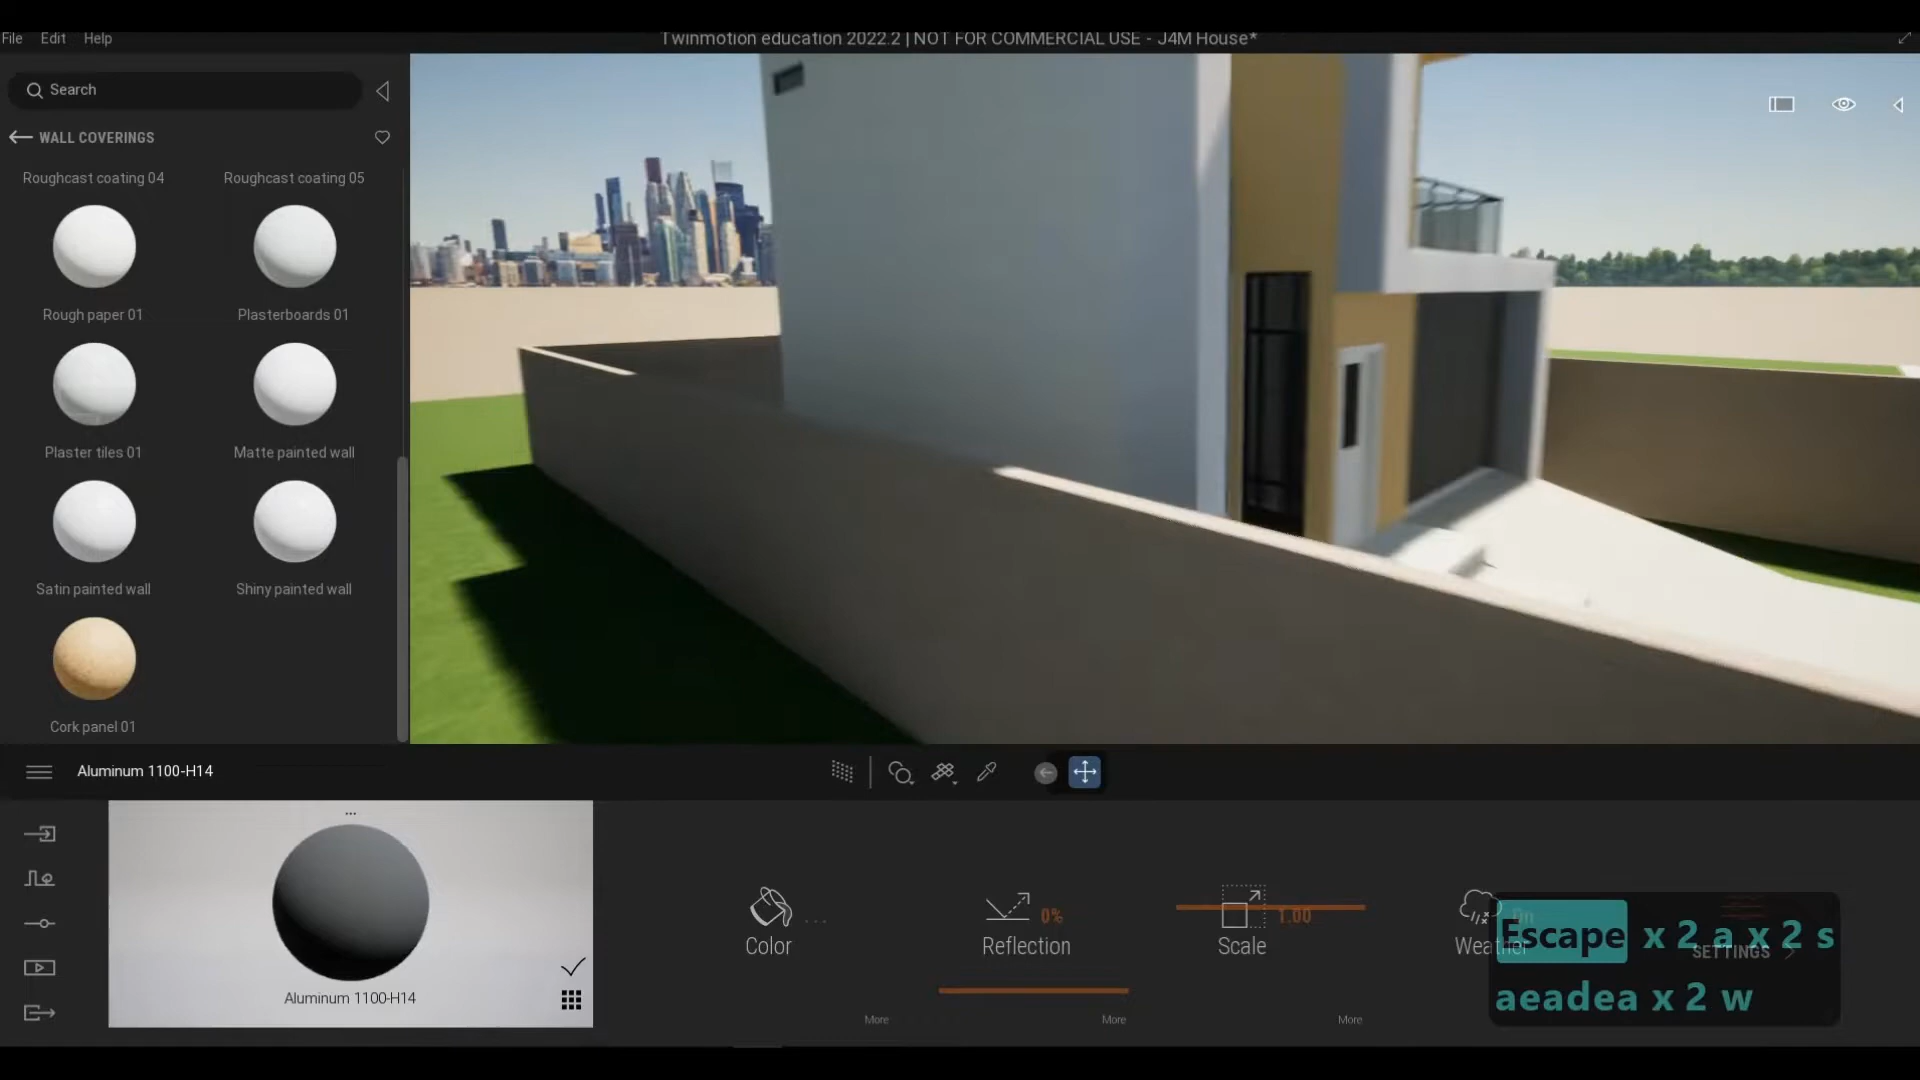 File Edit Help
Twinmotion education 2022.2 | NOT FOR COMMERCIAL USE - J4M House*
Search
WALL COVERINGS
Roughcast coating 04
Roughcast coating 05
Rough paper 01
Plasterboards 01
Plaster tiles 01
Matte painted wall
Satin painted wall
Shiny painted wall
Cork panel 01
Aluminum 1100-H14
...
Aluminum 1100-H14
Color
...
More
Reflection
0%
More
Scale
1.00
More
Weather
On
SETTINGS
Escape x 2 a x 2 s
aeadea x 2 w